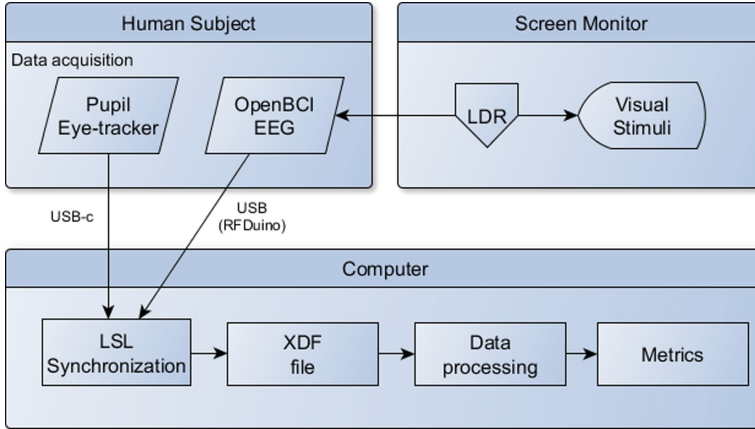 Human Subject
Data acquisition
Pupil
Eye-tracker
OpenBCI
EEG
Screen Monitor
LDR
Visual
Stimuli
USB-c
USB
(RFDuino)
Computer
LSL
Synchronization
XDF
file
Data
processing
Metrics